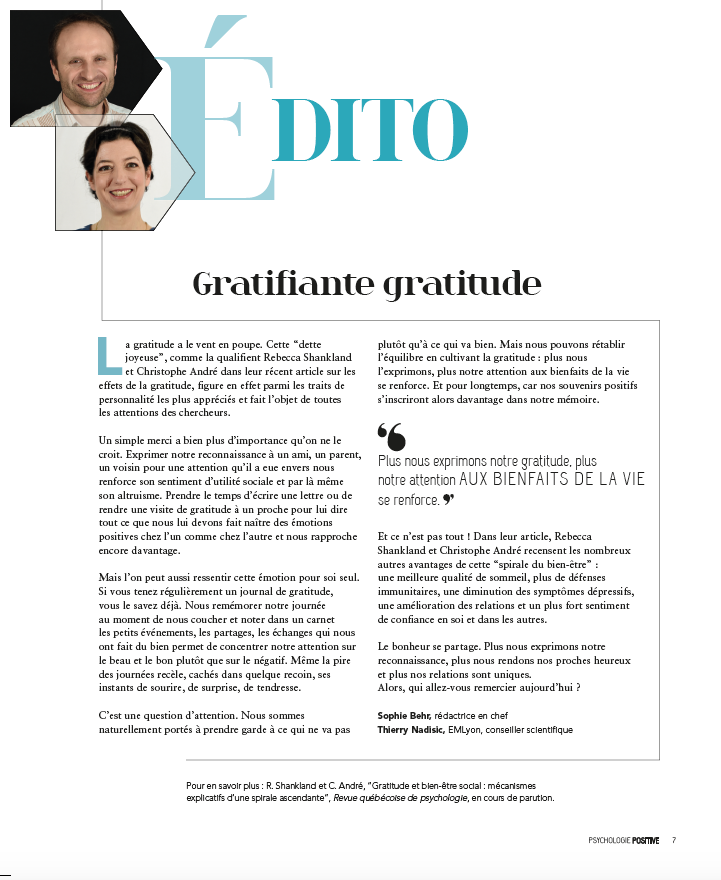 ÉDITO
Gratifiante gratitude
La gratitude a le vent en poupe. Cette “dette
joyeuse”, comme la qualifient Rebecca Shankland
et Christophe André dans leur récent article sur les
effets de la gratitude, figure en effet parmi les traits de
personnalité les plus appréciés et fait l’objet de toutes
les attentions des chercheurs.
Un simple merci a bien plus d’importance qu’on ne le
croit. Exprimer notre reconnaissance à un ami, un parent,
un voisin pour une attention qu’il a eue envers nous
renforce son sentiment d’utilité sociale et par là même
son altruisme. Prendre le temps d’écrire une lettre ou de
rendre une visite de gratitude à un proche pour lui dire
tout ce que nous lui devons fait naître des émotions
positives chez l’un comme chez l’autre et nous rapproche
encore davantage.
Mais l’on peut aussi ressentir cette émotion pour soi seul.
Si vous tenez régulièrement un journal de gratitude,
vous le savez déjà. Nous remémorer notre journée
au moment de nous coucher et noter dans un carnet
les petits événements, les partages, les échanges qui nous
ont fait du bien permet de concentrer notre attention sur
le beau et le bon plutôt que sur le négatif. Même la pire
des journées recèle, cachés dans quelque recoin, ses
instants de sourire, de surprise, de tendresse.
C’est une question d’attention. Nous sommes
naturellement portés à prendre garde à ce qui ne va pas
plutôt qu’à ce qui va bien. Mais nous pouvons rétablir
l’équilibre en cultivant la gratitude : plus nous
l’exprimons, plus notre attention aux bienfaits de la vie
se renforce. Et pour longtemps, car nos souvenirs positifs
s’inscriront alors davantage dans notre mémoire.
❝
Plus nous exprimons notre gratitude, plus
notre attention AUX BIENFAITS DE LA VIE
se renforce. ❞
Et ce n’est pas tout ! Dans leur article, Rebecca
Shankland et Christophe André recensent les nombreux
autres avantages de cette “spirale du bien-être” :
une meilleure qualité de sommeil, plus de défenses
immunitaires, une diminution des symptômes dépressifs,
une amélioration des relations et un plus fort sentiment
de confiance en soi et dans les autres.
Le bonheur se partage. Plus nous exprimons notre
reconnaissance, plus nous rendons nos proches heureux
et plus nos relations sont uniques.
Alors, qui allez-vous remercier aujourd’hui ?
Sophie Behr, rédactrice en chef
Thierry Nadisic, EMLyon, conseiller scientifique
Pour en savoir plus : R. Shankland et C. André, “Gratitude et bien-être social : mécanismes
explicatifs d’une spirale ascendante”, Revue québécoise de psychologie, en cours de parution.
PSYCHOLOGIE POSITIVE 7